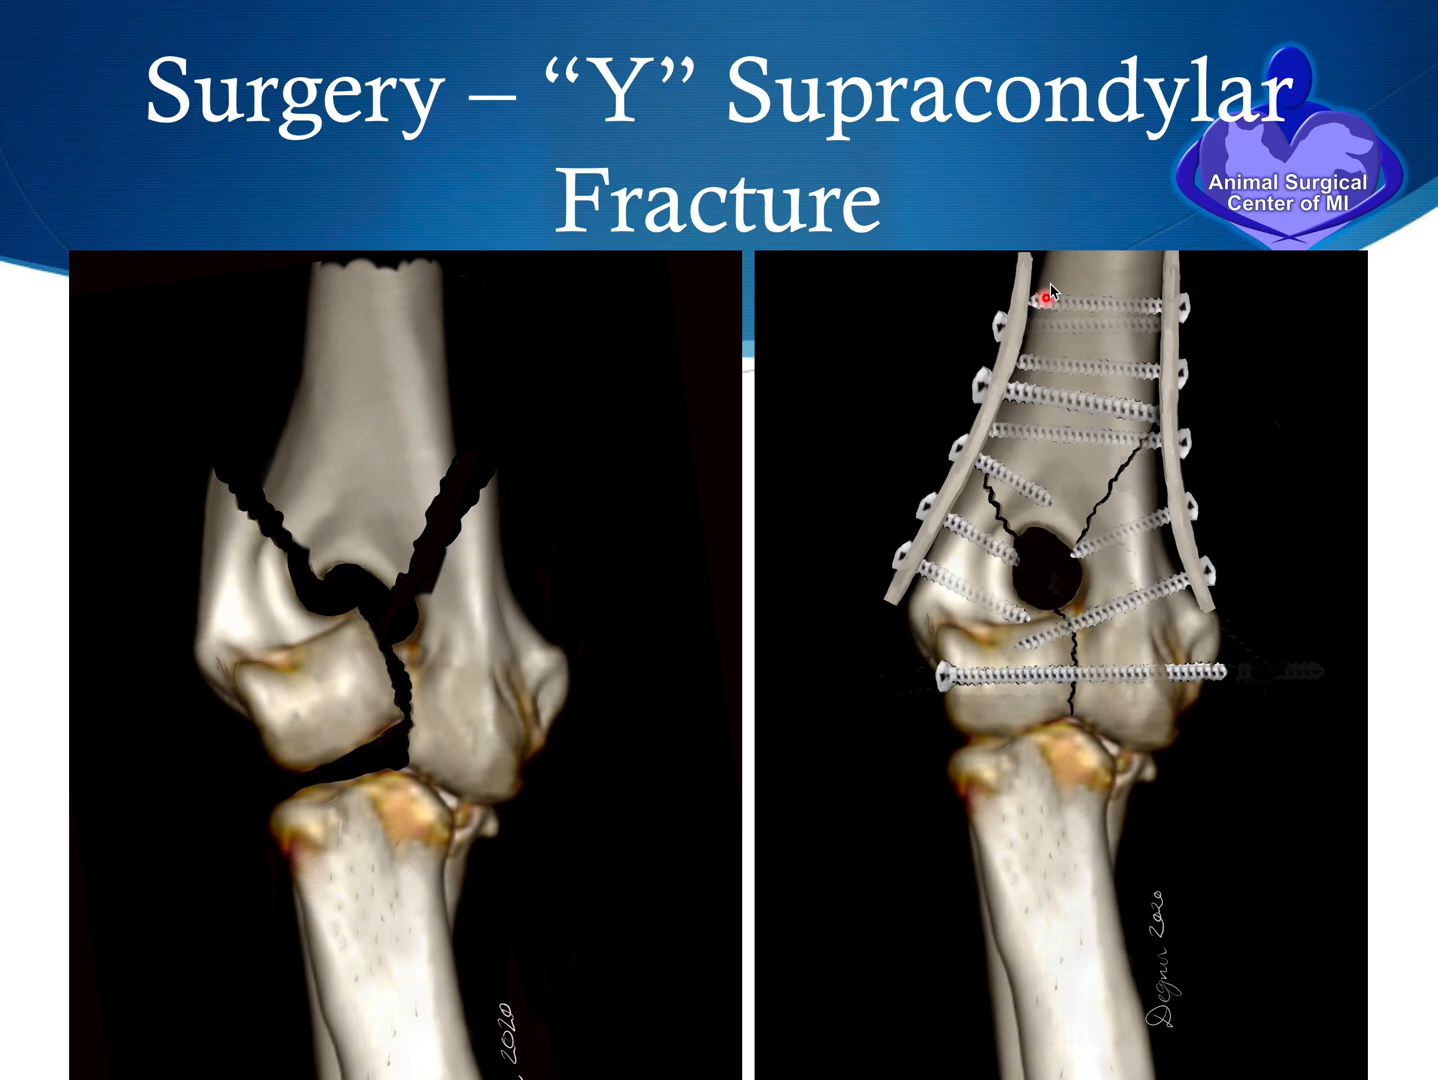 Surgery – “Y” Supracondylar
Fracture
Animal Surgical
Center of MI
2020
Degner 2020